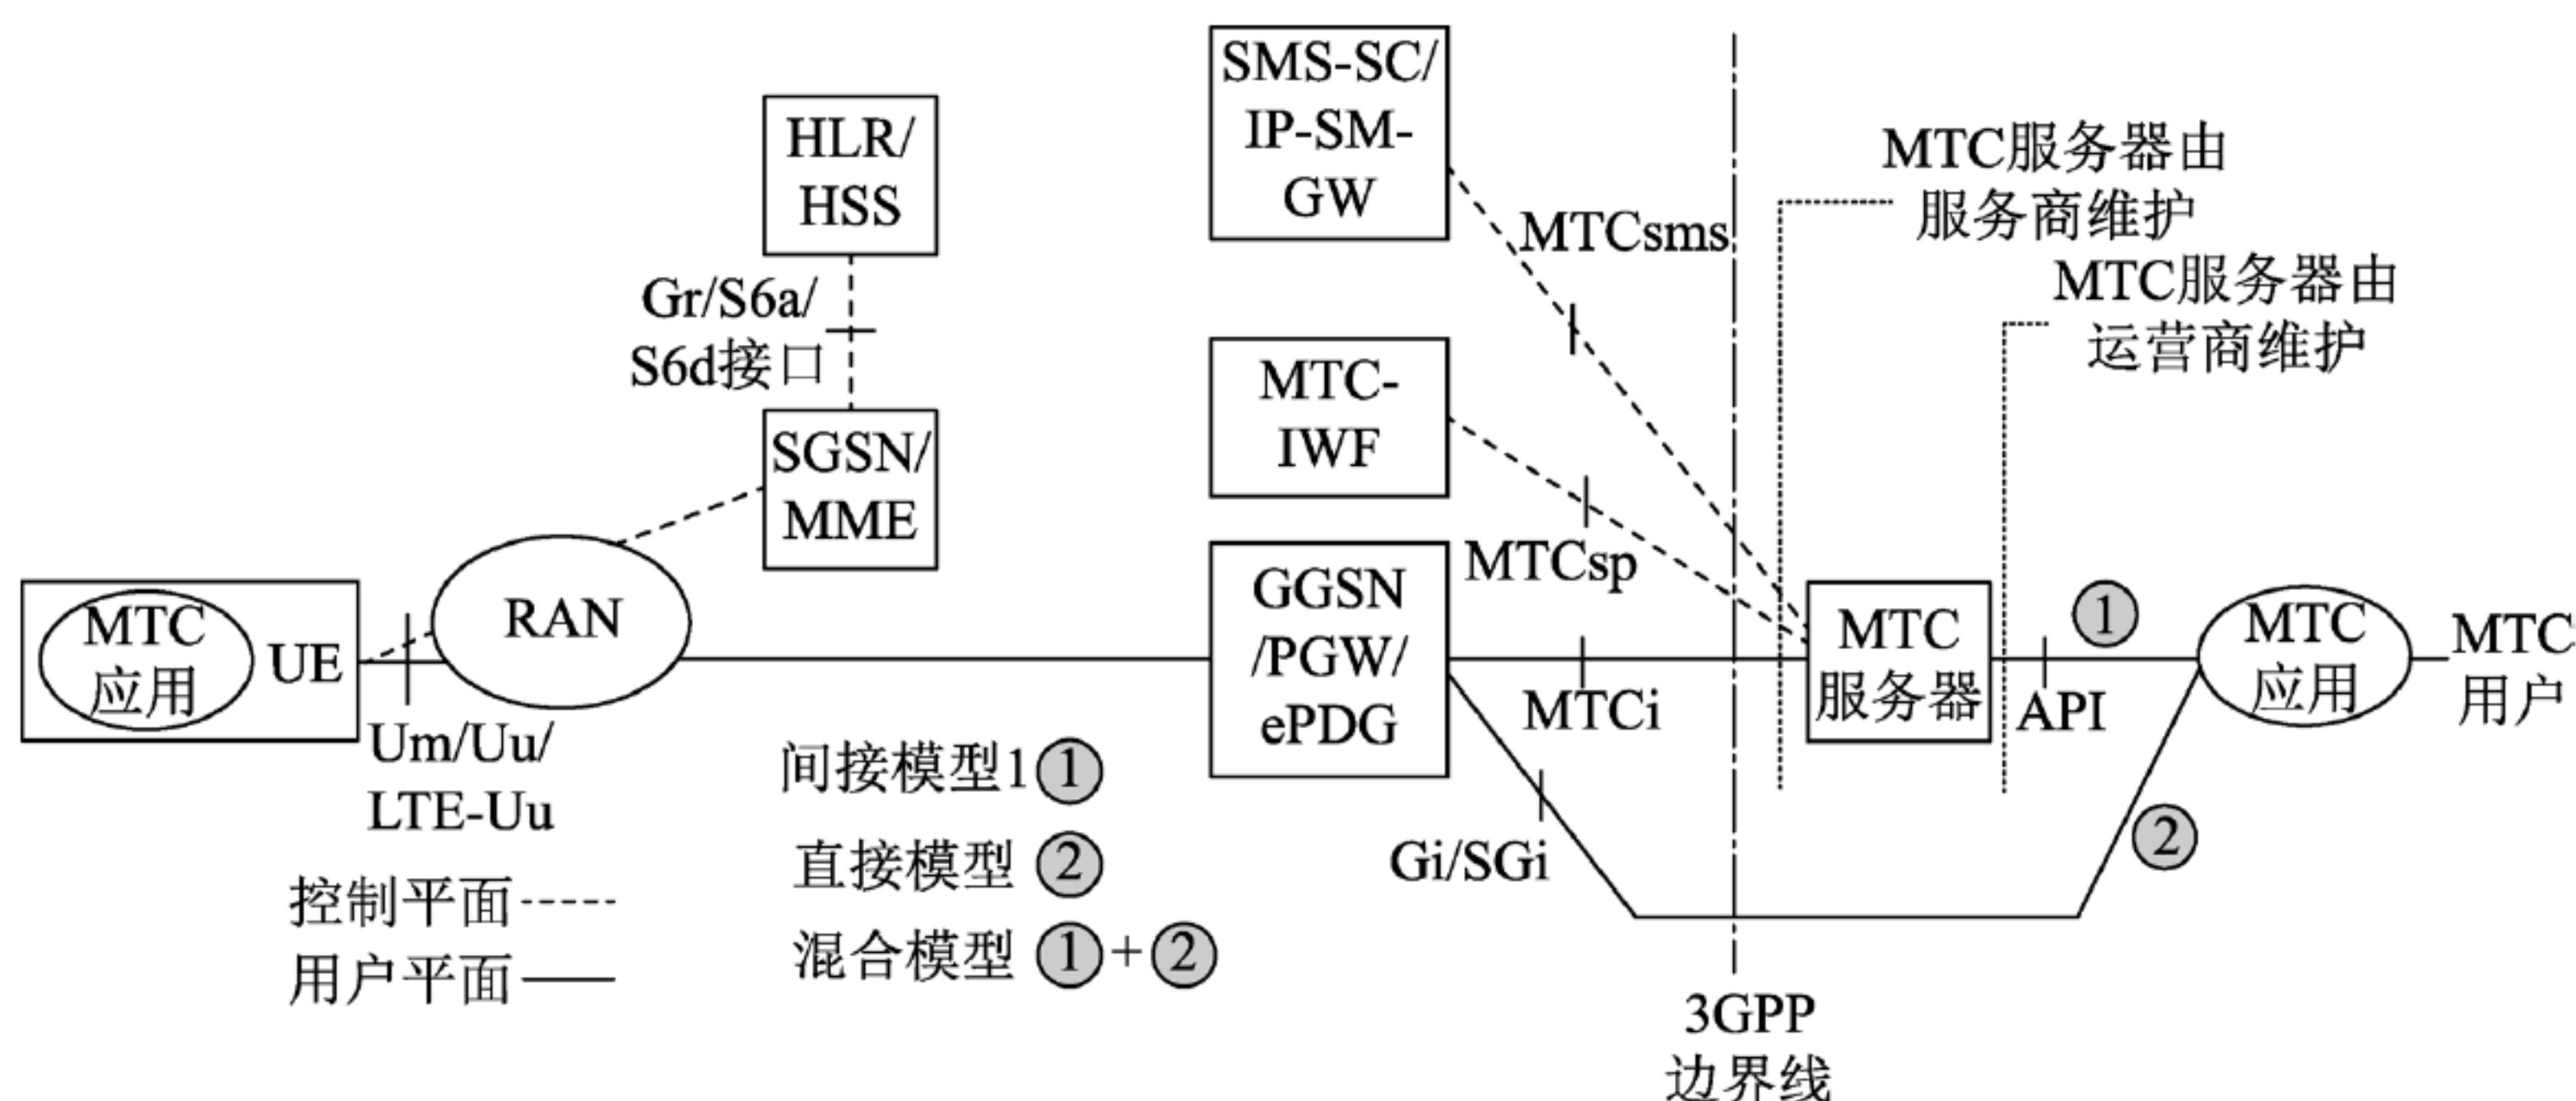 SMS-SC/
IP-SM-
GW
HLR/
HSS
MTC服务器由
服务商维护
MTCsms
MTC服务器由
运营商维护
Gr/S6a/
S6d接口
MTC-
IWF
SGSN/
MME
MTCsp
MTC
应用
UE
RAN
GGSN
/PGW/
ePDG
MTC
服务器
1
MTC
应用
MTC
用户
MTCi
API
Um/Uu/
LTE-Uu
间接模型1 1
直接模型 2
混合模型 1+2
Gi/SGi
2
控制平面
用户平面
3GPP
边界线